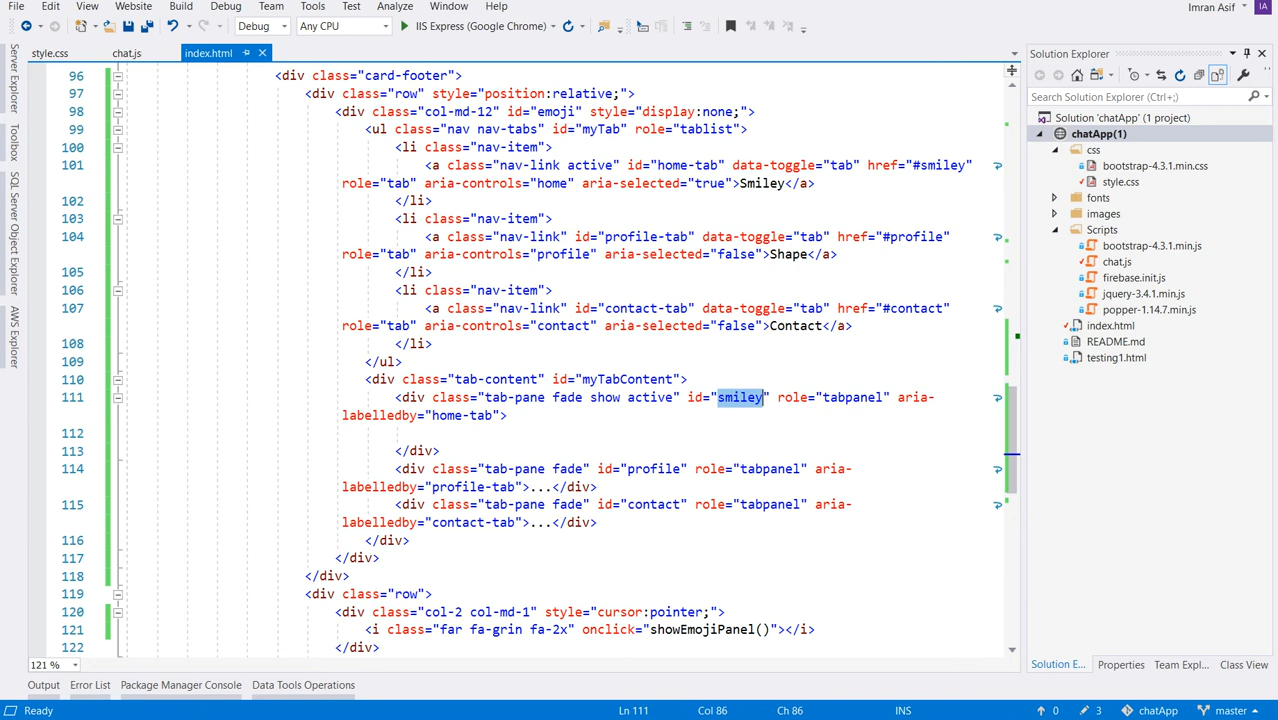 File Edit View Website Build Debug Team Tools Test Analyze Window Help Imran Asif IA
Debug Any CPU IIS Express (Google Chrome)
style.css chat.js index.html
Server Explorer
Toolbox
SQL Server Object Explorer
AWS Explorer
96 <div class="card-footer">
97 <div class="row" style="position:relative;">
98 <div class="col-md-12" id="emoji" style="display:none;">
99 <ul class="nav nav-tabs" id="myTab" role="tablist">
100 <li class="nav-item">
101 <a class="nav-link active" id="home-tab" data-toggle="tab" href="#smiley"
role="tab" aria-controls="home" aria-selected="true">Smiley</a>
102 </li>
103 <li class="nav-item">
104 <a class="nav-link" id="profile-tab" data-toggle="tab" href="#profile"
role="tab" aria-controls="profile" aria-selected="false">Shape</a>
105 </li>
106 <li class="nav-item">
107 <a class="nav-link" id="contact-tab" data-toggle="tab" href="#contact"
role="tab" aria-controls="contact" aria-selected="false">Contact</a>
108 </li>
109 </ul>
110 <div class="tab-content" id="myTabContent">
111 <div class="tab-pane fade show active" id="smiley" role="tabpanel" aria-
labelledby="home-tab">
112
113 </div>
114 <div class="tab-pane fade" id="profile" role="tabpanel" aria-
labelledby="profile-tab">...</div>
115 <div class="tab-pane fade" id="contact" role="tabpanel" aria-
labelledby="contact-tab">...</div>
116 </div>
117 </div>
118 </div>
119 <div class="row">
120 <div class="col-2 col-md-1" style="cursor:pointer;">
121 <i class="far fa-grin fa-2x" onclick="showEmojiPanel()"></i>
122 </div>
121 %
Solution Explorer
Search Solution Explorer (Ctrl+;)
Solution 'chatApp' (1 project)
chatApp(1)
css
bootstrap-4.3.1.min.css
style.css
fonts
images
Scripts
bootstrap-4.3.1.min.js
chat.js
firebase.init.js
jquery-3.4.1.min.js
popper-1.14.7.min.js
index.html
README.md
testing1.html
Solution E... Properties Team Expl... Class View
Output Error List Package Manager Console Data Tools Operations
Ready Ln 111 Col 86 Ch 86 INS 0 3 chatApp master